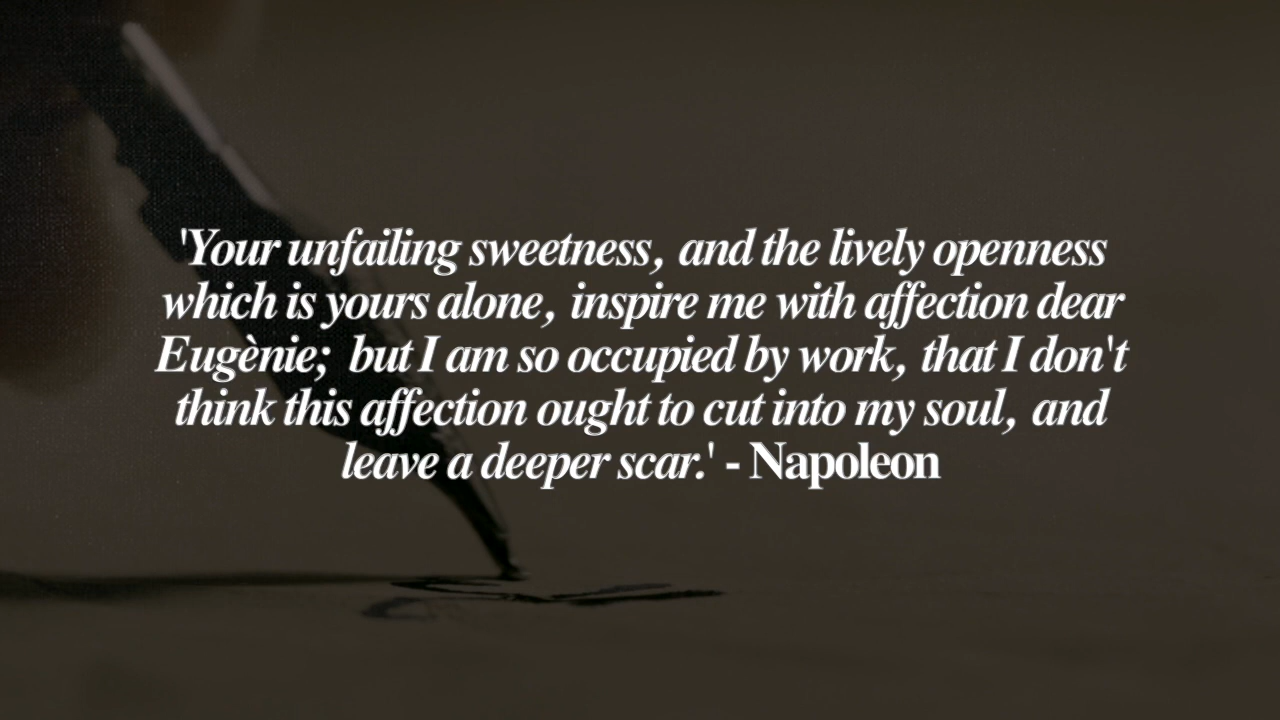 'Your unfailing sweetness, and the lively openness
which is yours alone, inspire me with affection dear
Eugènie; but I am so occupied by work, that I don't
think this affection ought to cut into my soul, and
leave a deeper scar.' - Napoleon